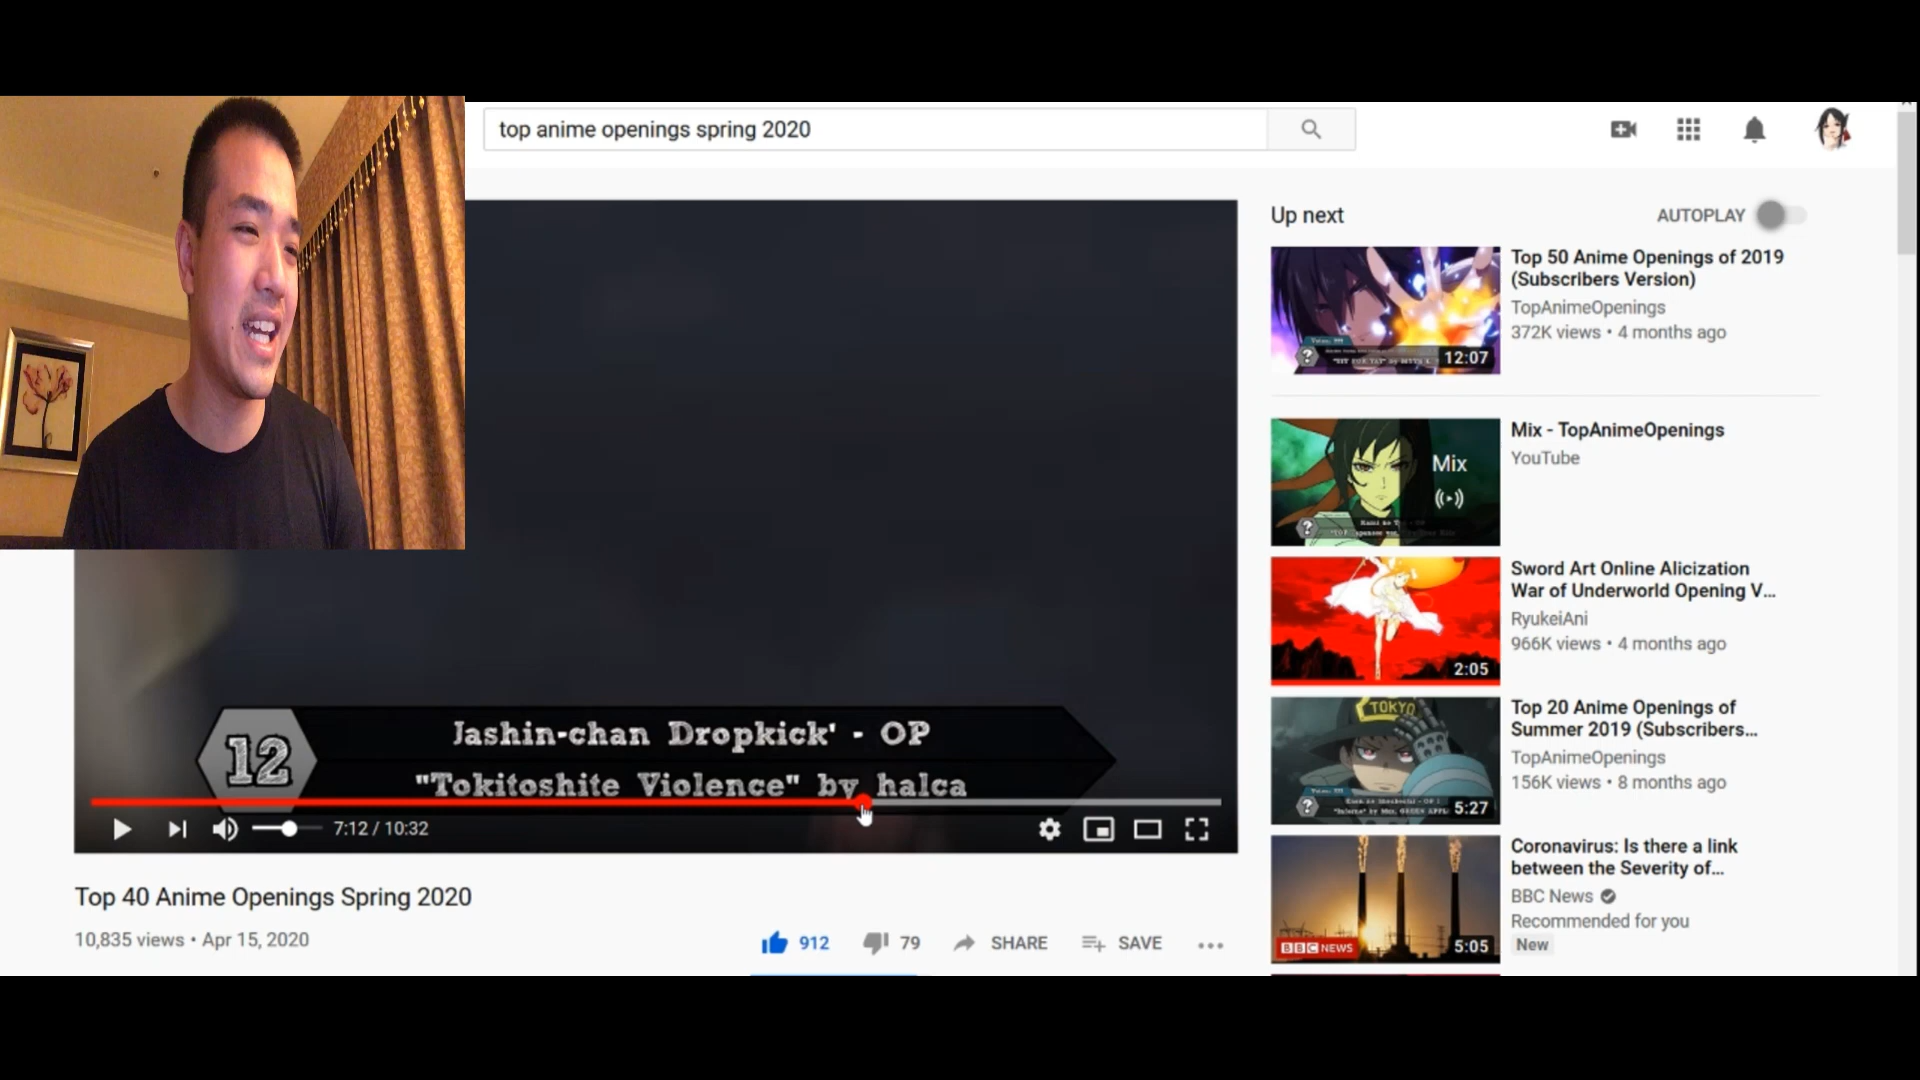 top anime openings spring 2020
12
Jashin-chan Dropkick' - OP
"Tokitoshite Violence" by halca
7:12 / 10:32
Top 40 Anime Openings Spring 2020
10,835 views • Apr 15, 2020
912
79
SHARE
SAVE
Up next
AUTOPLAY
12:07
Top 50 Anime Openings of 2019
(Subscribers Version)
TopAnimeOpenings
372K views • 4 months ago
Mix
Mix - TopAnimeOpenings
YouTube
2:05
Sword Art Online Alicization
War of Underworld Opening V...
RyukeiAni
966K views • 4 months ago
TOKYO
5:27
Top 20 Anime Openings of
Summer 2019 (Subscribers...
TopAnimeOpenings
156K views • 8 months ago
BBC NEWS
5:05
Coronavirus: Is there a link
between the Severity of...
BBC News
Recommended for you
New